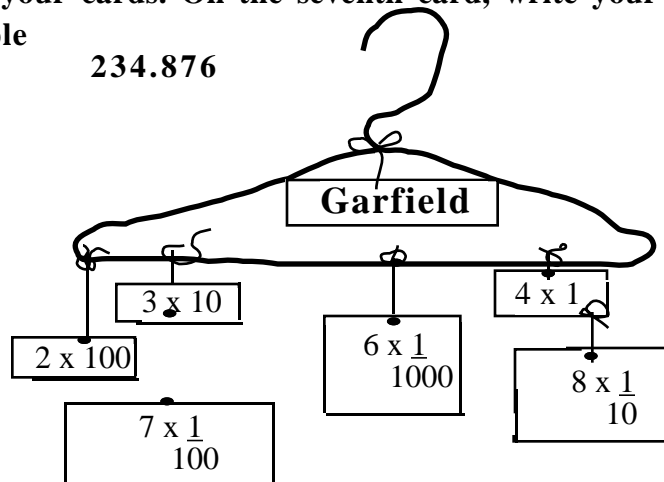 your cards. On the seventh card, write your
234.876
Garfield
3 x 10
4 x 1
2 x 100
6 x 1
1000
8 x 1
10
7 x 1
100